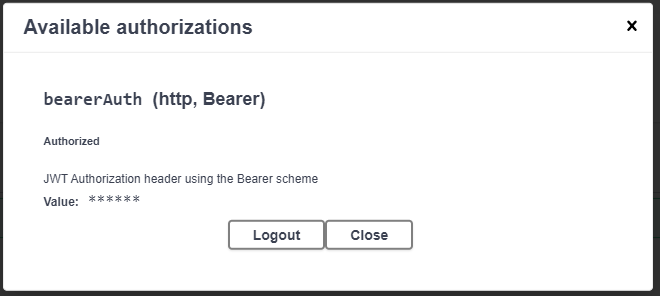 Available authorizations
bearerAuth (http, Bearer)
Authorized
JWT Authorization header using the Bearer scheme
Value: ******
Logout Close